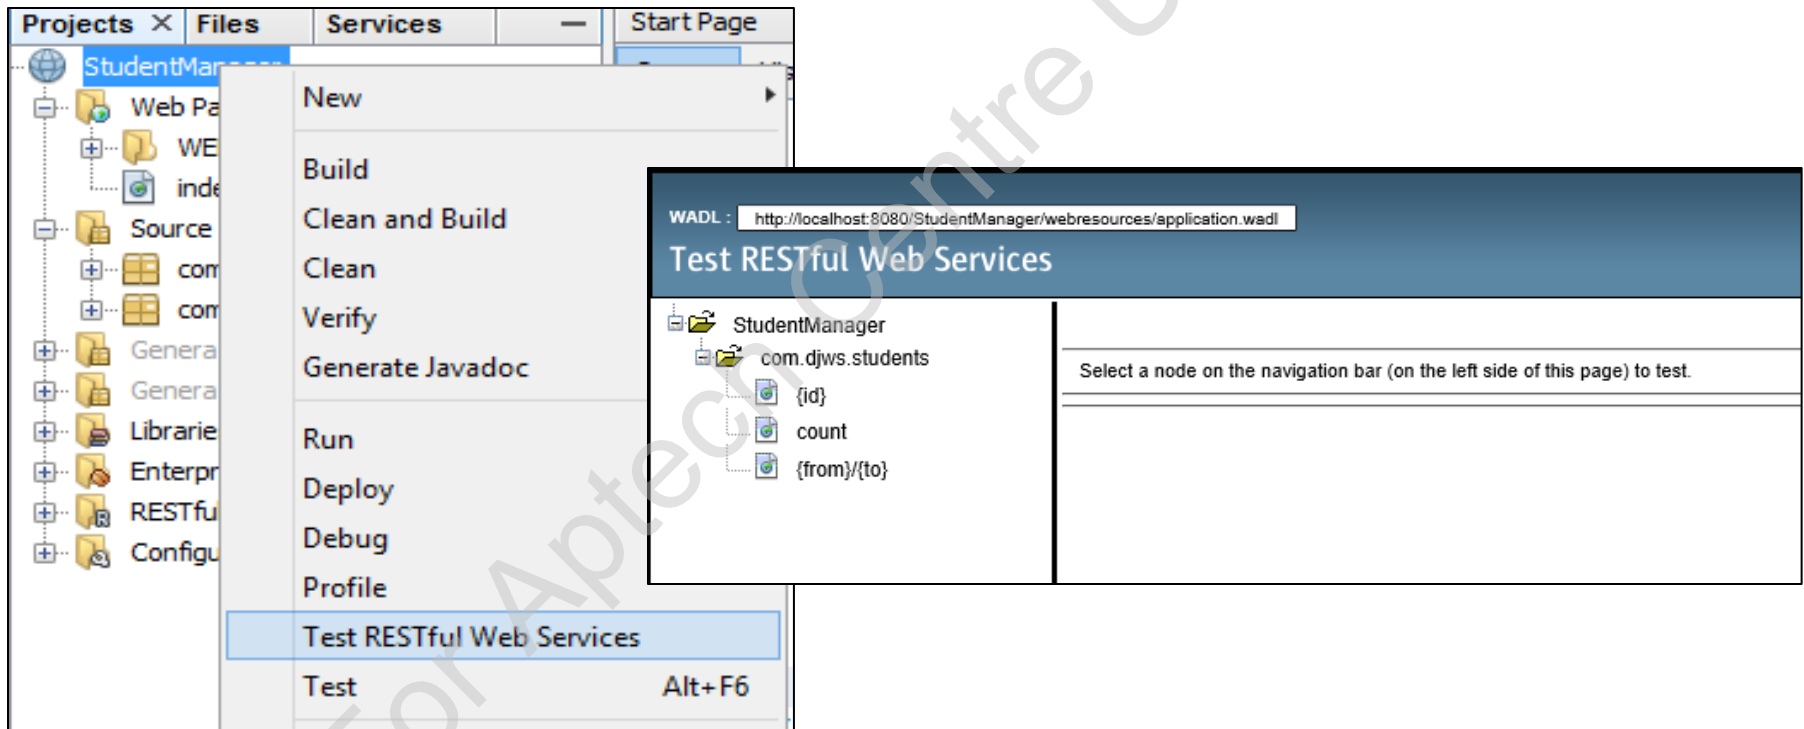 Projects Files Services Start Page
StudentManager
Web Pa
WE
inde
Source
com
com
Genera
Genera
Librarie
Enterpr
RESTfu
Configu
New
Build
Clean and Build
Clean
Verify
Generate Javadoc
Run
Deploy
Debug
Profile
Test RESTful Web Services
Test Alt+F6
WADL : http://localhost:8080/StudentManager/webresources/application.wadl
Test RESTful Web Services
StudentManager
com.djws.students
{id}
count
{from}/{to}
Select a node on the navigation bar (on the left side of this page) to test.
For Aptech Centre U